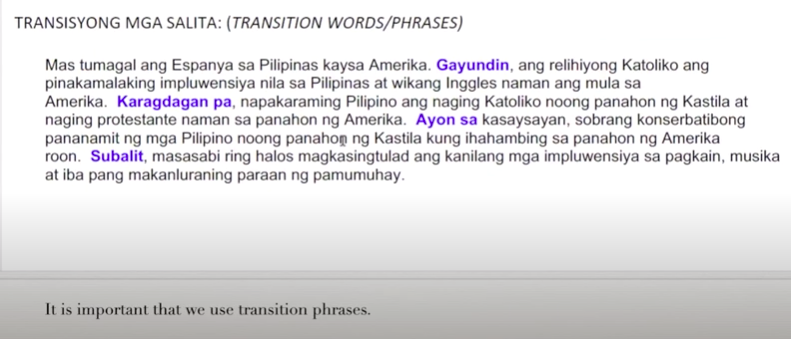 TRANSISYONG MGA SALITA: (TRANSITION WORDS/PHRASES)
Mas tumagal ang Espanya sa Pilipinas kaysa Amerika. Gayundin, ang relihiyong Katoliko ang
pinakamalaking impluwensiya nila sa Pilipinas at wikang Inggles naman ang mula sa
Amerika. Karagdagan pa, napakaraming Pilipino ang naging Katoliko noong panahon ng Kastila at
naging protestante naman sa panahon ng Amerika. Ayon sa kasaysayan, sobrang konserbatibong
pananamit ng mga Pilipino noong panahon ng Kastila kung ihahambing sa panahon ng Amerika
roon. Subalit, masasabi ring halos magkasingtulad ang kanilang mga impluwensiya sa pagkain, musika
at iba pang makanluraning paraan ng pamumuhay.
It is important that we use transition phrases.